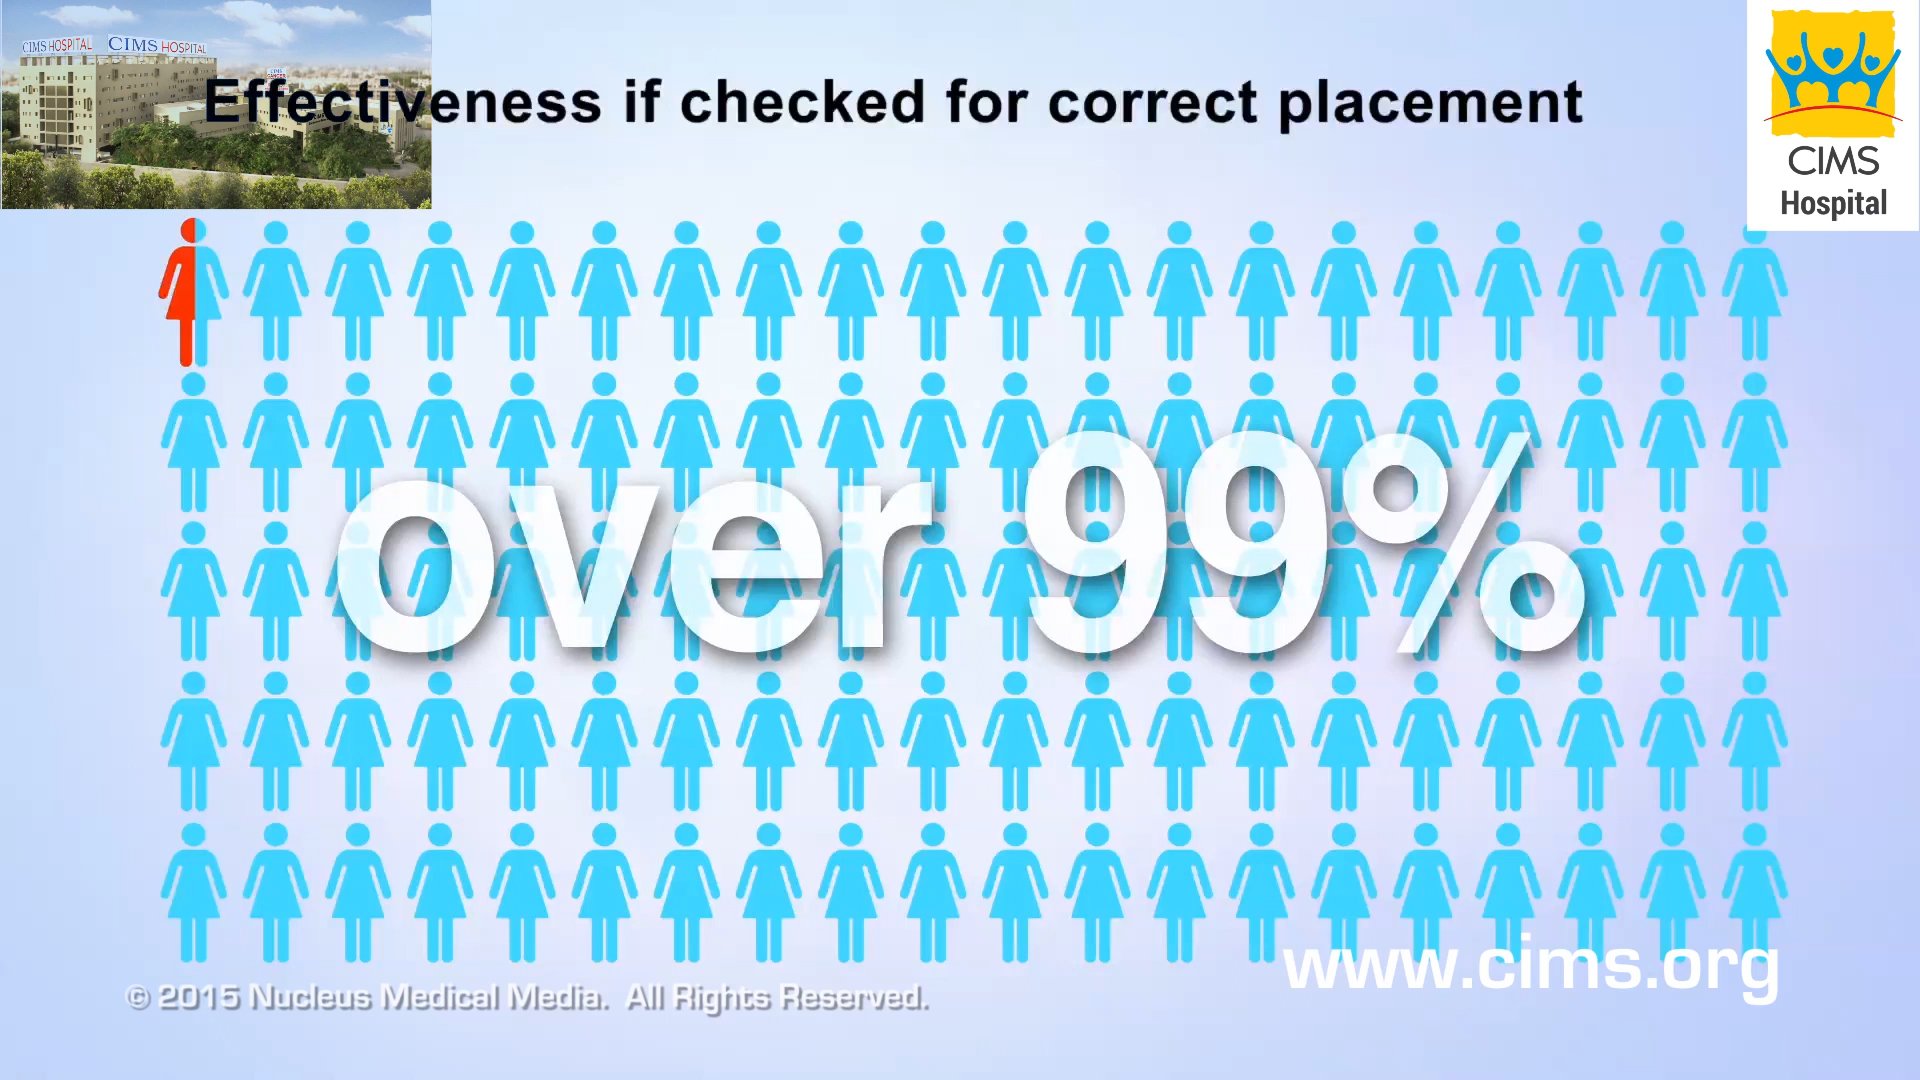 CIMS HOSPITAL CIMS HOSPITAL
Effectiveness if checked for correct placement
CIMS
Hospital
over 99%
www.cims.org
© 2015 Nucleus Medical Media. All Rights Reserved.